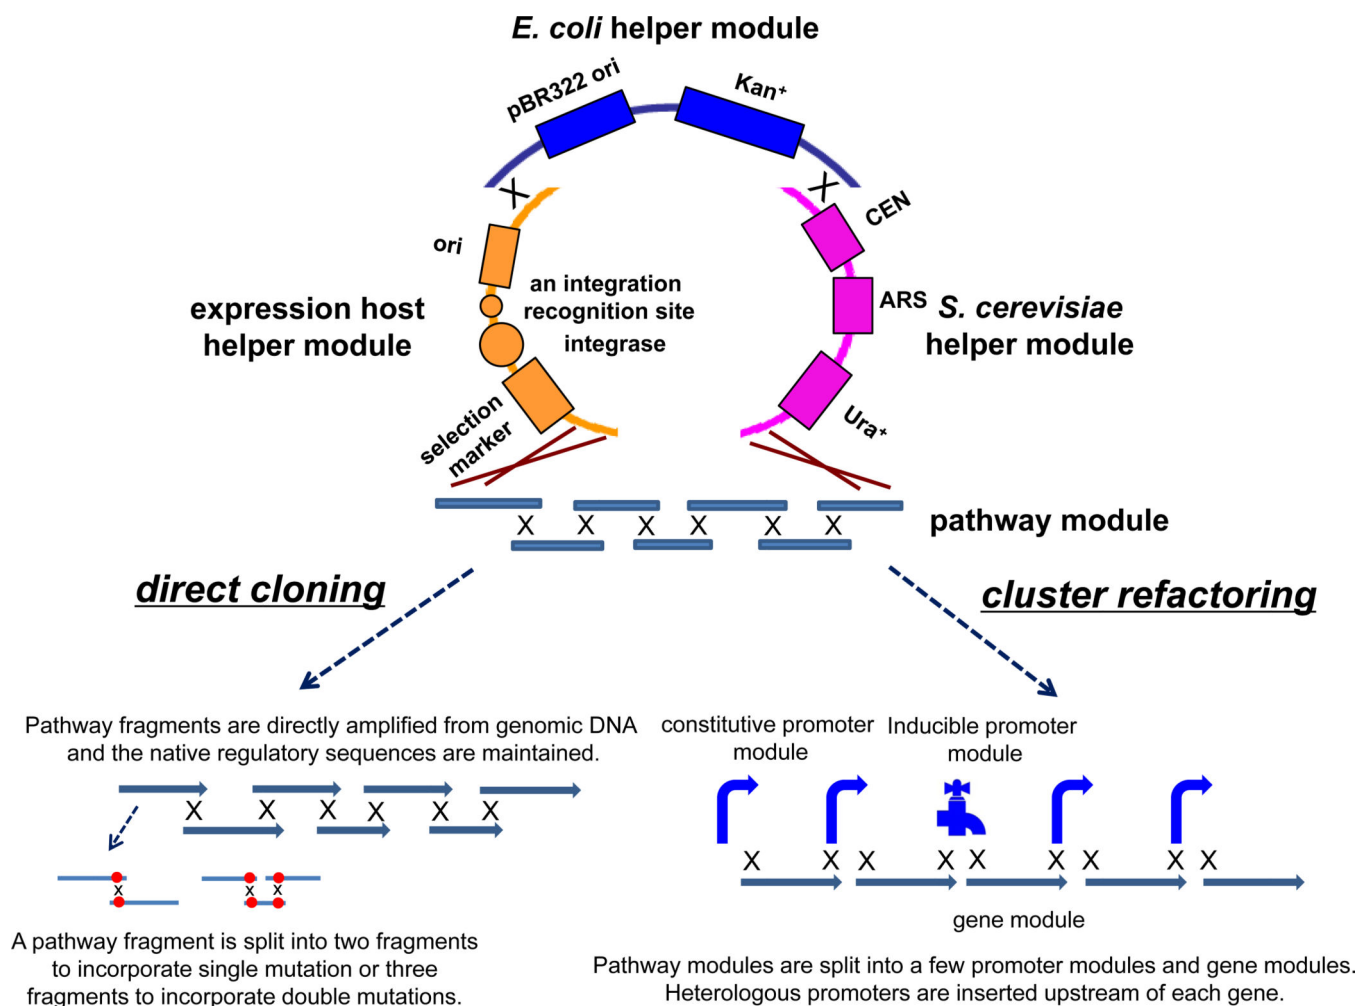 E. coli helper module
pBR322 ori
Kan⁺
X
X
CEN
ori
ARS
an integration
recognition site
integrase
expression host
helper module
S. cerevisiae
helper module
selection
marker
Ura⁺
pathway module
X X X X X X
direct cloning
cluster refactoring
Pathway fragments are directly amplified from genomic DNA
and the native regulatory sequences are maintained.
constitutive promoter
module
Inducible promoter
module
X X X X X X
X X X X X X X X
x x x
gene module
A pathway fragment is split into two fragments
to incorporate single mutation or three
fragments to incorporate double mutations.
Pathway modules are split into a few promoter modules and gene modules.
Heterologous promoters are inserted upstream of each gene.